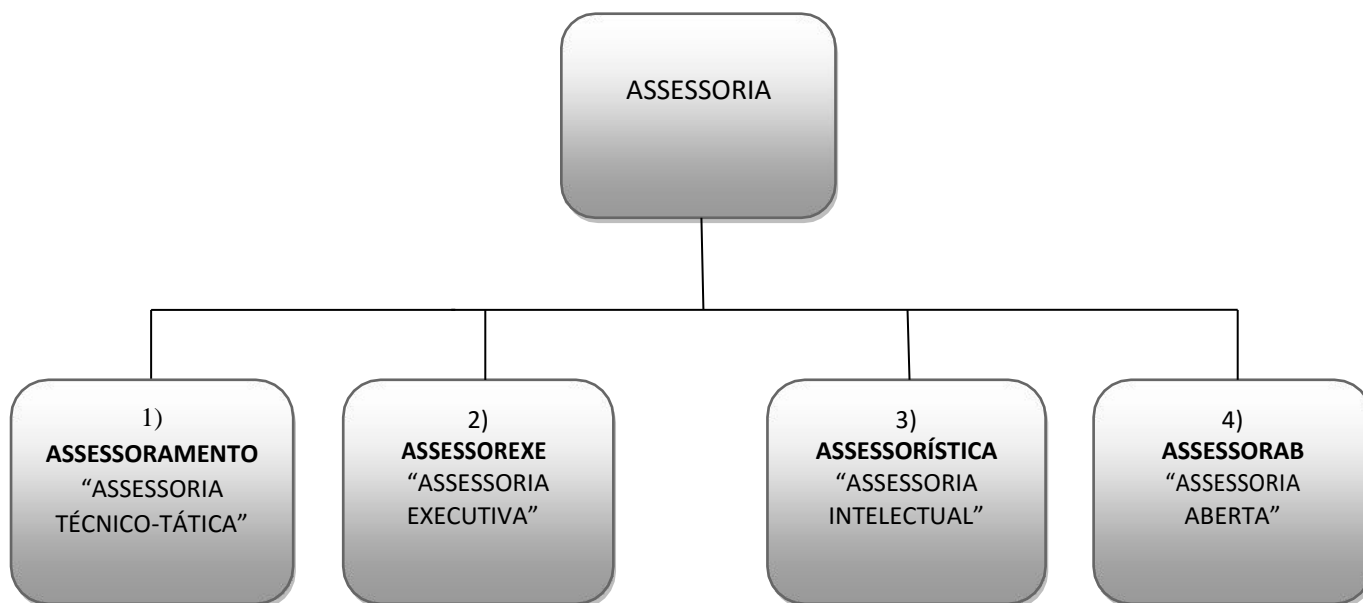 ASSESSORIA
1)
ASSESSORAMENTO
“ASSESSORIA
TÉCNICO-TÁTICA”
2)
ASSESSOREXE
“ASSESSORIA
EXECUTIVA”
3)
ASSESSORÍSTICA
“ASSESSORIA
INTELECTUAL”
4)
ASSESSORAB
“ASSESSORIA
ABERTA”